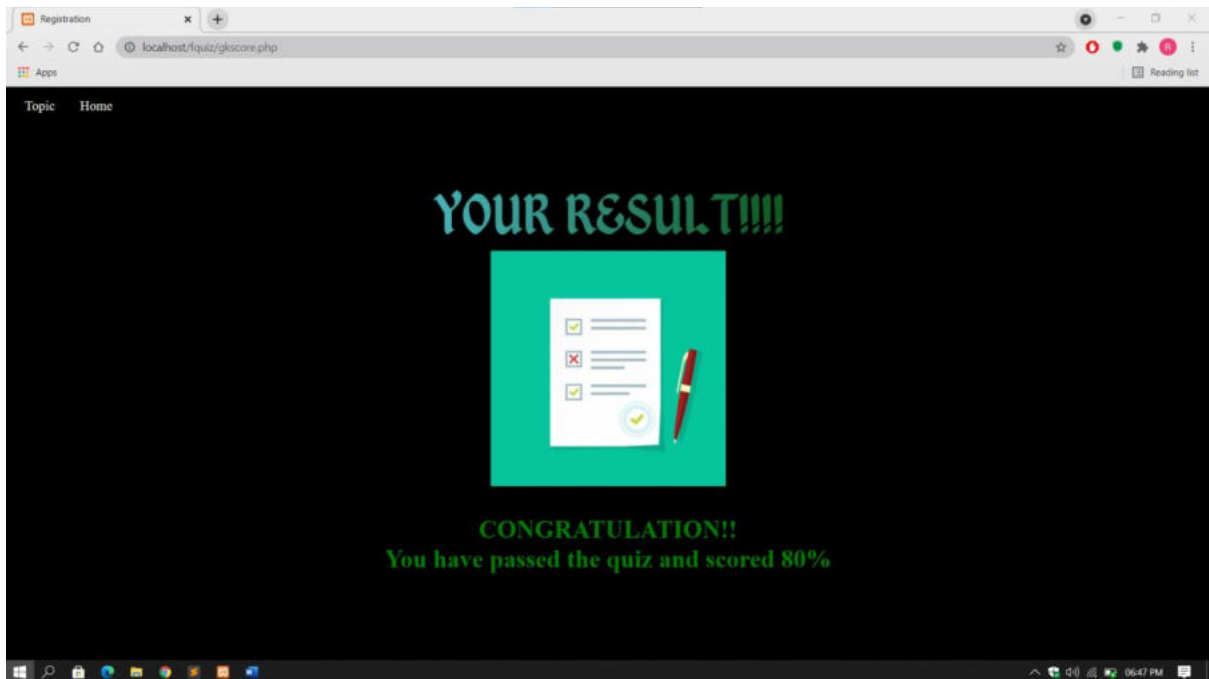 Registration
localhost/fquiz/gkscore.php
Apps
Reading list
Topic Home
YOUR RESULT!!!!
CONGRATULATION!!
You have passed the quiz and scored 80%
06:47 PM